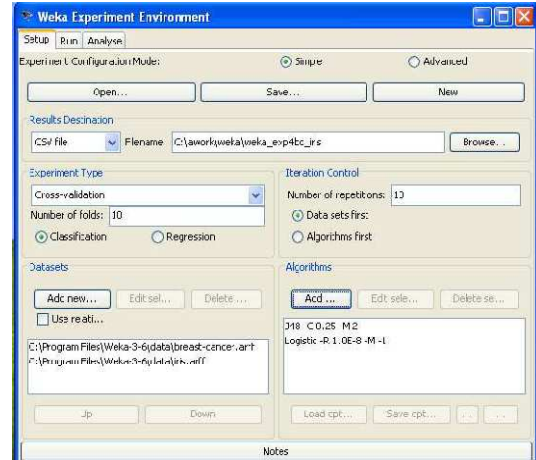 Weka Experiment Environment
Setup Run Analyse
Experiment Configuration Mode: Simple Advanced
Open... Save... New
Results Destination
CSV file Filename C:\awork\weka\weka_exp4bc_iris Browse...
Experiment Type
Cross-validation
Number of folds: 10
Classification Regression
Iteration Control
Number of repetitions: 10
Data sets first
Algorithms first
Datasets
Add new... Edit sel... Delete ...
Use relati...
C:\Program Files\Weka-3-6\data\breast-cancer.arff
C:\Program Files\Weka-3-6\data\iris.arff
Up Down
Algorithms
Add ... Edit sele... Delete se...
J48 -C 0.25 -M 2
Logistic -R 1.0E-8 -M -1
Load opt... Save opt... .. ..
Notes